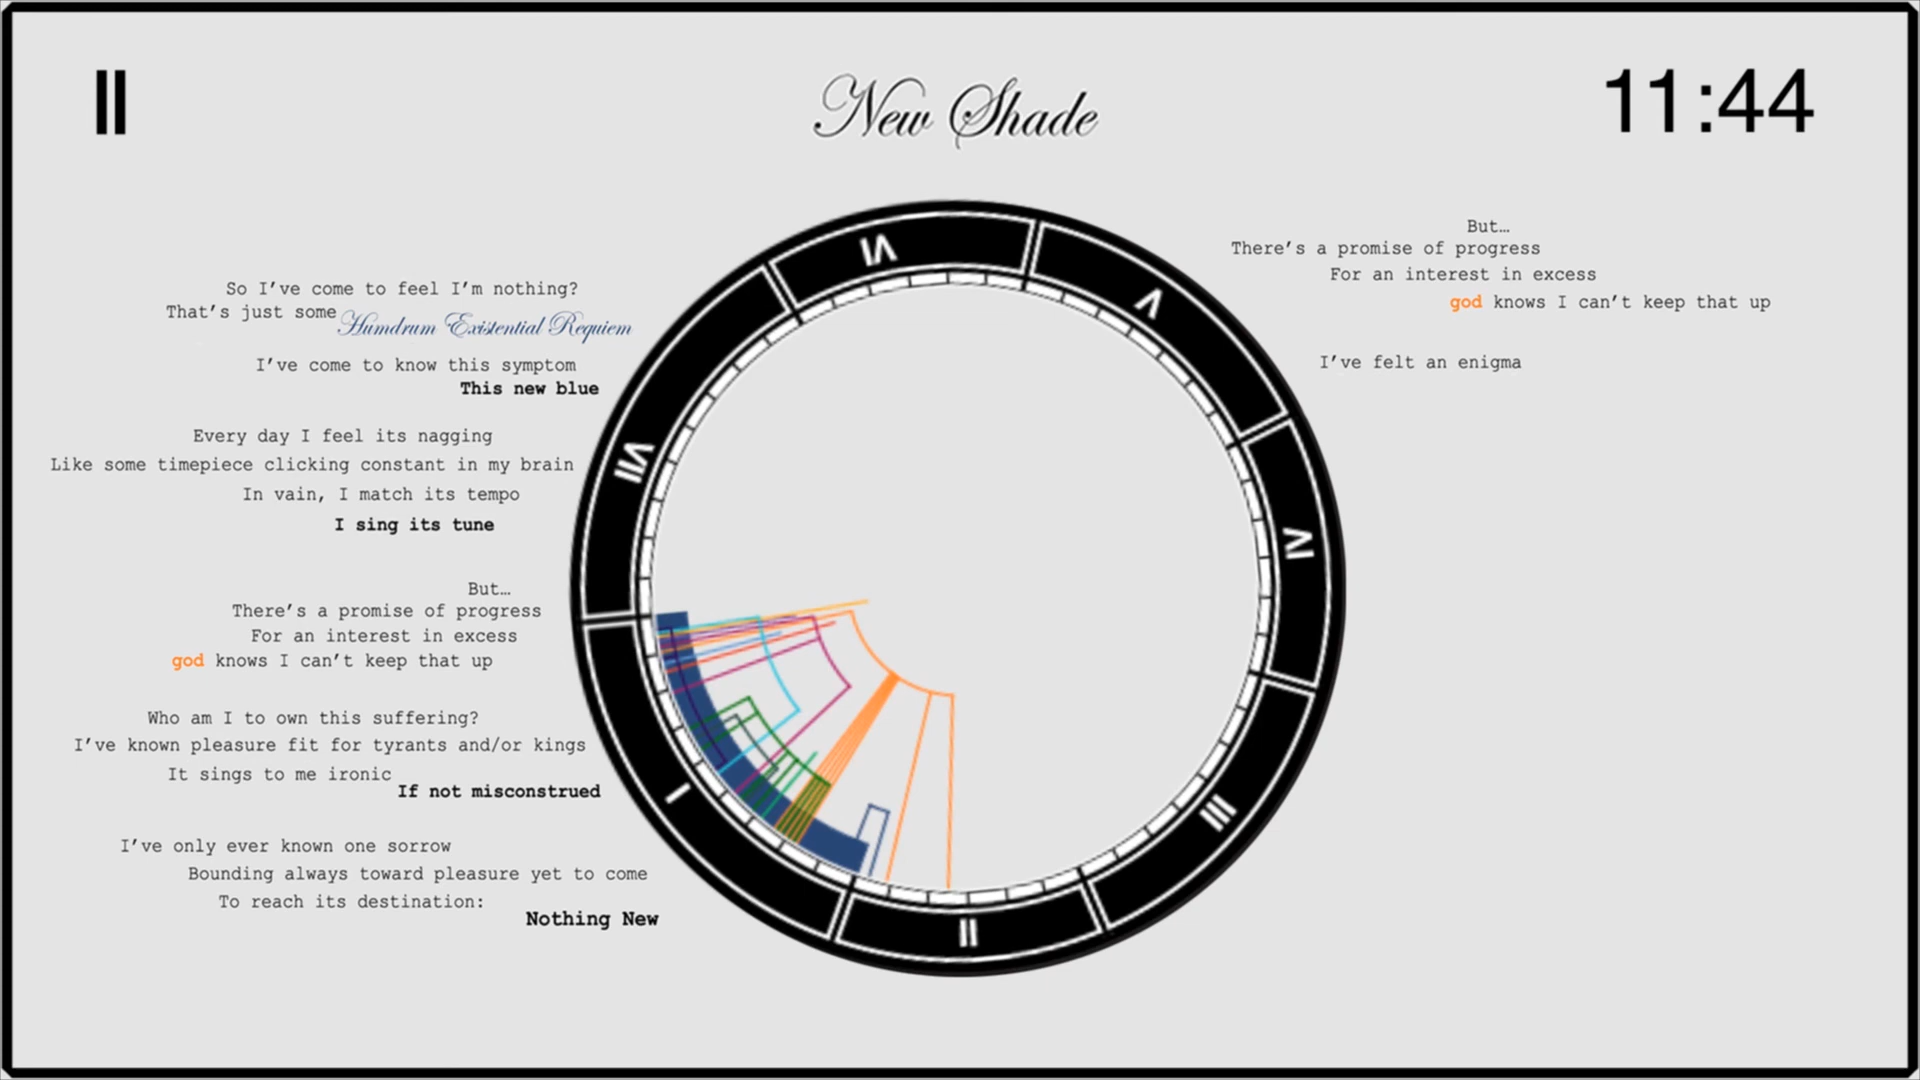 II
New Shade
11:44
So I’ve come to feel I’m nothing?
That’s just some Humdrum Existential Requiem
I’ve come to know this symptom
This new blue
Every day I feel its nagging
Like some timepiece clicking constant in my brain
In vain, I match its tempo
I sing its tune
But…
There’s a promise of progress
For an interest in excess
god knows I can’t keep that up
Who am I to own this suffering?
I’ve known pleasure fit for tyrants and/or kings
It sings to me ironic
If not misconstrued
I’ve only ever known one sorrow
Bounding always toward pleasure yet to come
To reach its destination:
Nothing New
But…
There’s a promise of progress
For an interest in excess
god knows I can’t keep that up
I’ve felt an enigma
I
II
III
IV
V
VI
VII